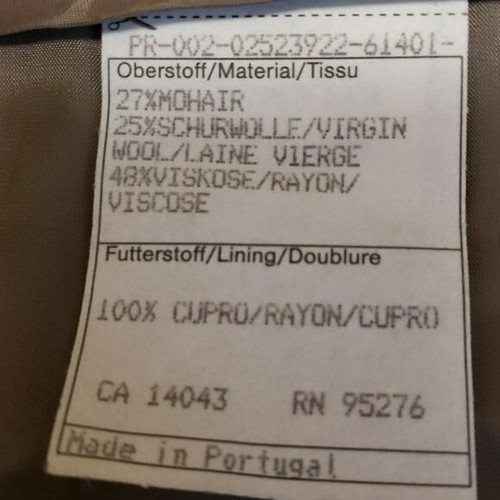 PR-002-02523922-61401-
Oberstoff/Material/Tissu
27%MOHAIR
25%SCHURWOLLE/VIRGIN
WOOL/LAINE VIERGE
48%VISKOSE/RAYON/
VISCOSE
Futterstoff/Lining/Doublure
100% CUPRO/RAYON/CUPRO
CA 14043 RN 95276
Made in Portugal